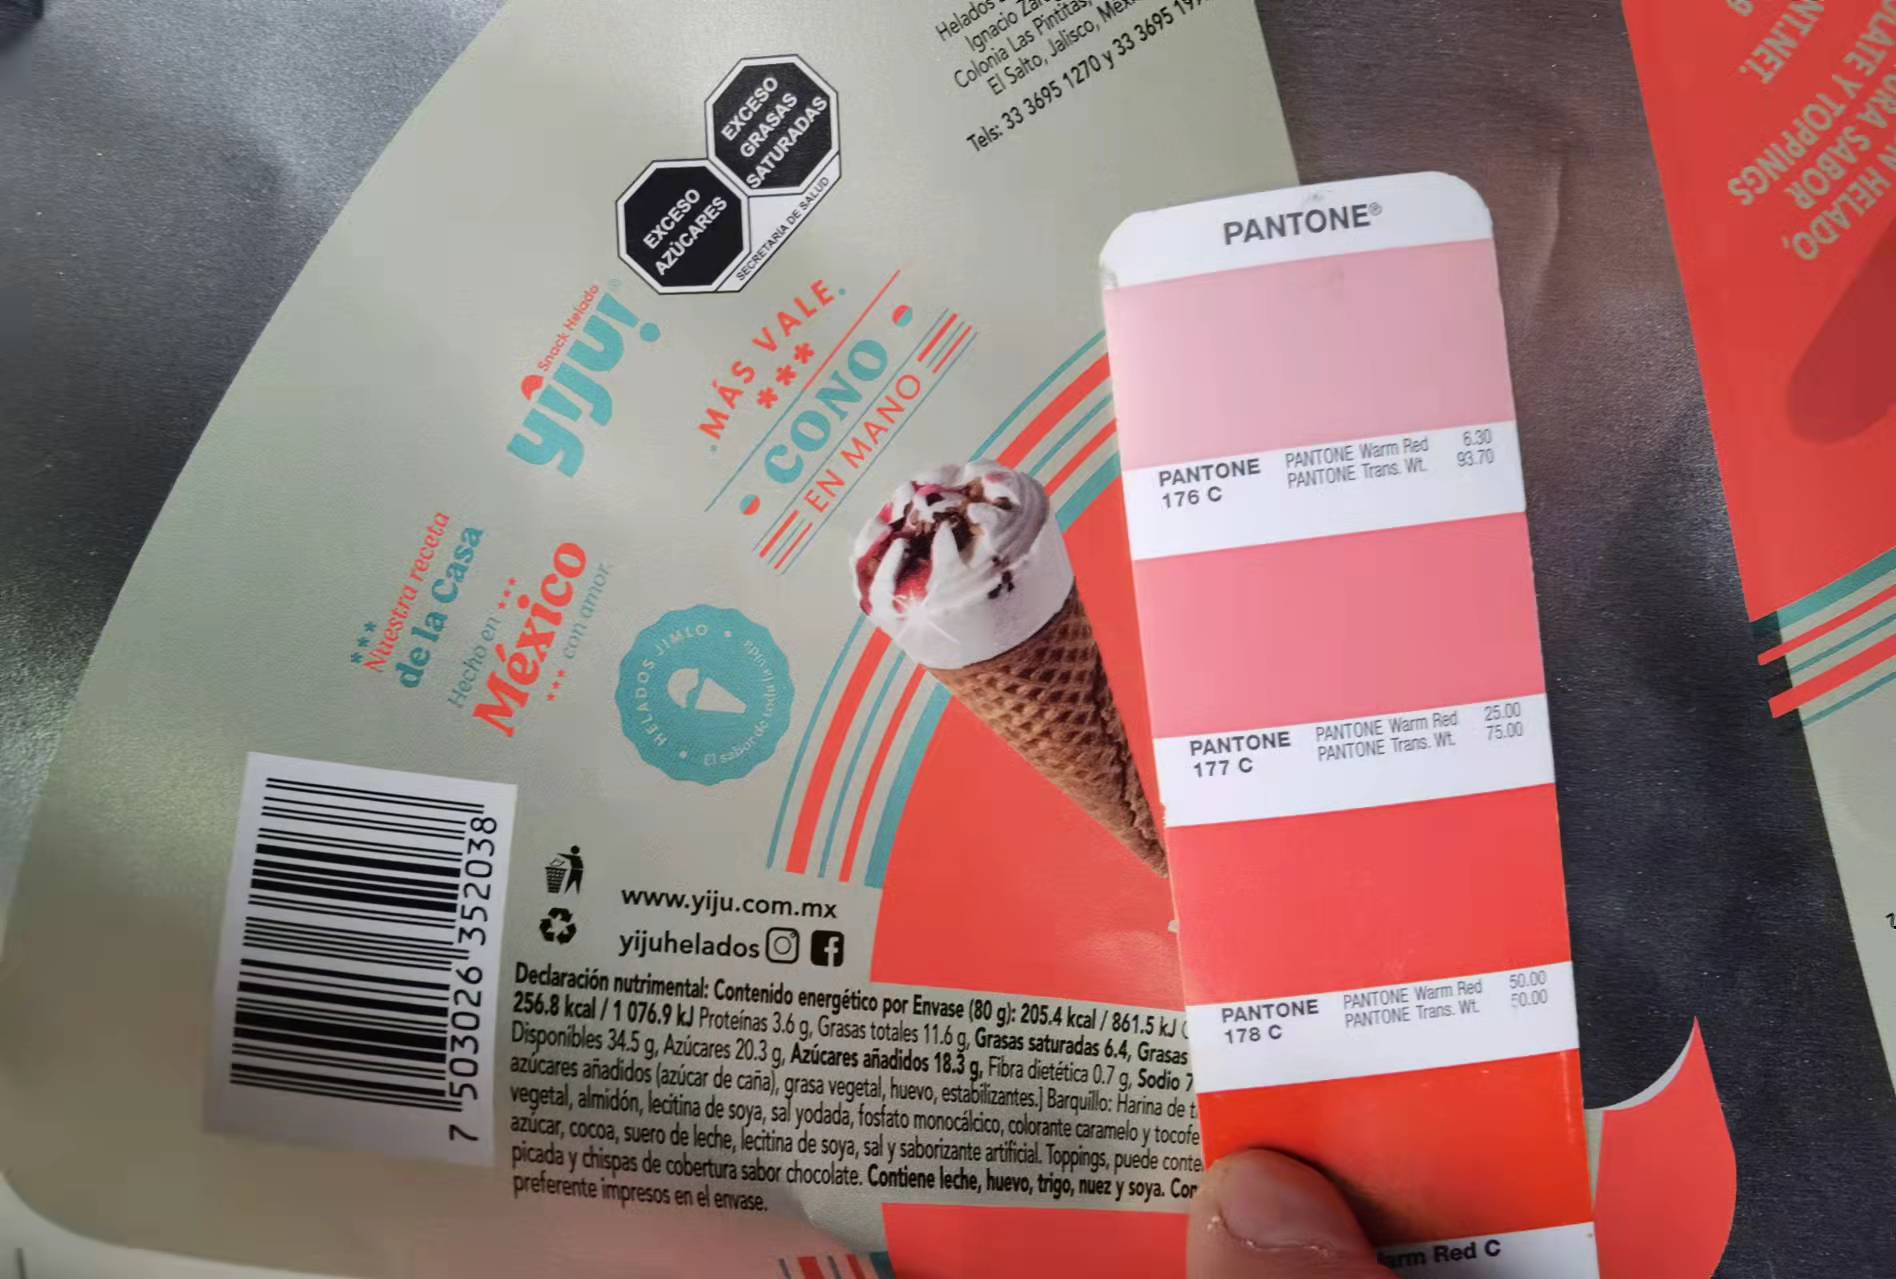 Helados
Ignacio
Colonia Las Pintitas,
El Salto, Jalisco,
Tels: 33 3695 1270 y 33 3695
EXCESO
GRASAS
SATURADAS
EXCESO
AZÚCARES
SECRETARÍA DE SALUD
Snack Helado
yiju!®
.MÁS VALE.
***
CONO
EN MANO
***
Nuestra receta
de la Casa
Hecho en ***
México
*** con amor.
HELADOS JIMLO
El sabor de toda la vida
7 503026 352038
www.yiju.com.mx
yijuhelados
Declaración nutrimental: Contenido energético por Envase (80 g): 205.4 kcal / 861.5 kJ
256.8 kcal / 1 076.9 kJ Proteínas 3.6 g, Grasas totales 11.6 g, Grasas saturadas 6.4, Grasas
Disponibles 34.5 g, Azúcares 20.3 g, Azúcares añadidos 18.3 g, Fibra dietética 0.7 g, Sodio 7
azúcares añadidos (azúcar de caña), grasa vegetal, huevo, estabilizantes.] Barquillo: Harina de
vegetal, almidón, lecitina de soya, sal yodada, fosfato monocálcico, colorante caramelo y
azúcar, cocoa, suero de leche, lecitina de soya, sal y saborizante artificial. Toppings, puede
picada y chispas de cobertura sabor chocolate. Contiene leche, huevo, trigo, nuez y soya.
preferente impresos en el envase.
PANTONE®
PANTONE 176 C
PANTONE Warm Red 6.30
PANTONE Trans. Wt. 93.70
PANTONE 177 C
PANTONE Warm Red 25.00
PANTONE Trans. Wt. 75.00
PANTONE 178 C
PANTONE Warm Red 50.00
PANTONE Trans. Wt. 50.00
Red C
HELADO,
SABOR
Y TOPPINGS
NT.NET.